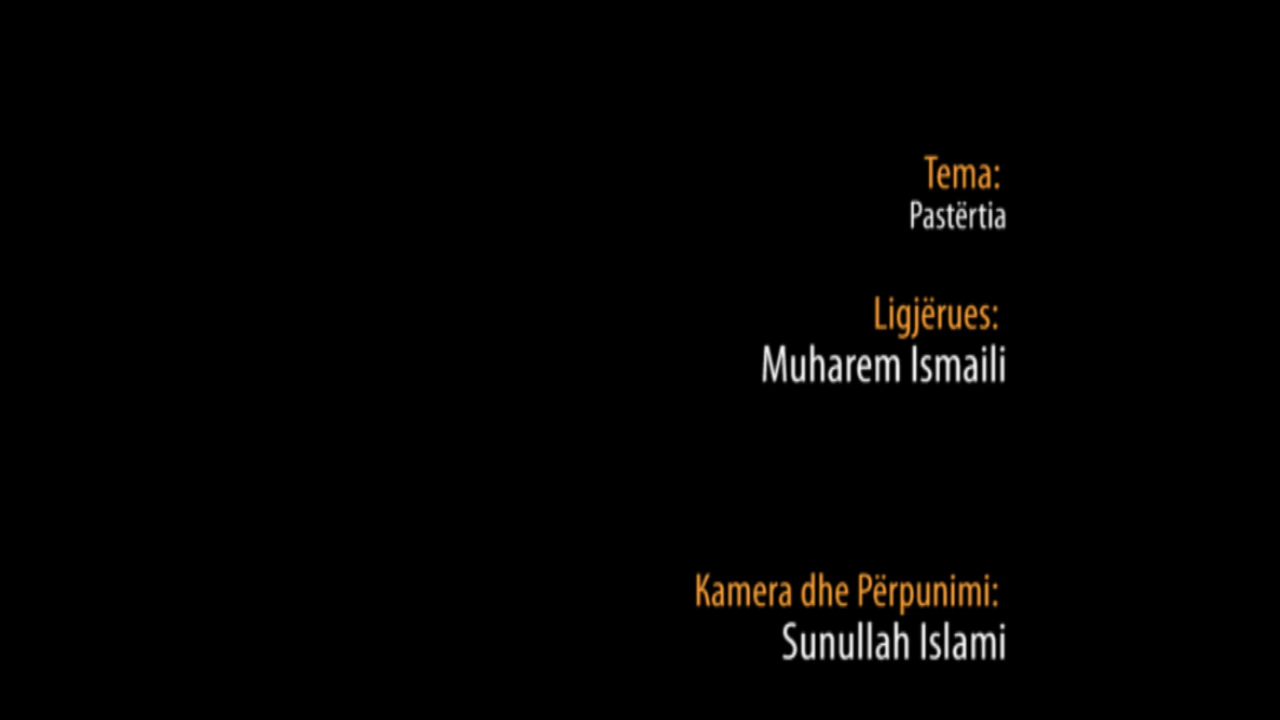 Tema:
Pastërtia
Ligjërues:
Muharem Ismaili
Kamera dhe Përpunimi:
Sunullah Islami